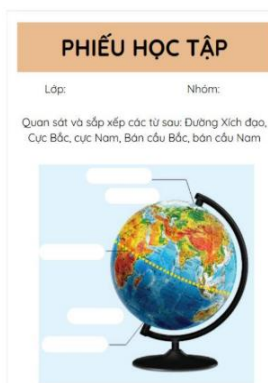 PHIẾU HỌC TẬP
Lớp: Nhóm:
Quan sát và sắp xếp các từ sau: Đường Xích đạo,
Cực Bắc, cực Nam, Bán cầu Bắc, bán cầu Nam